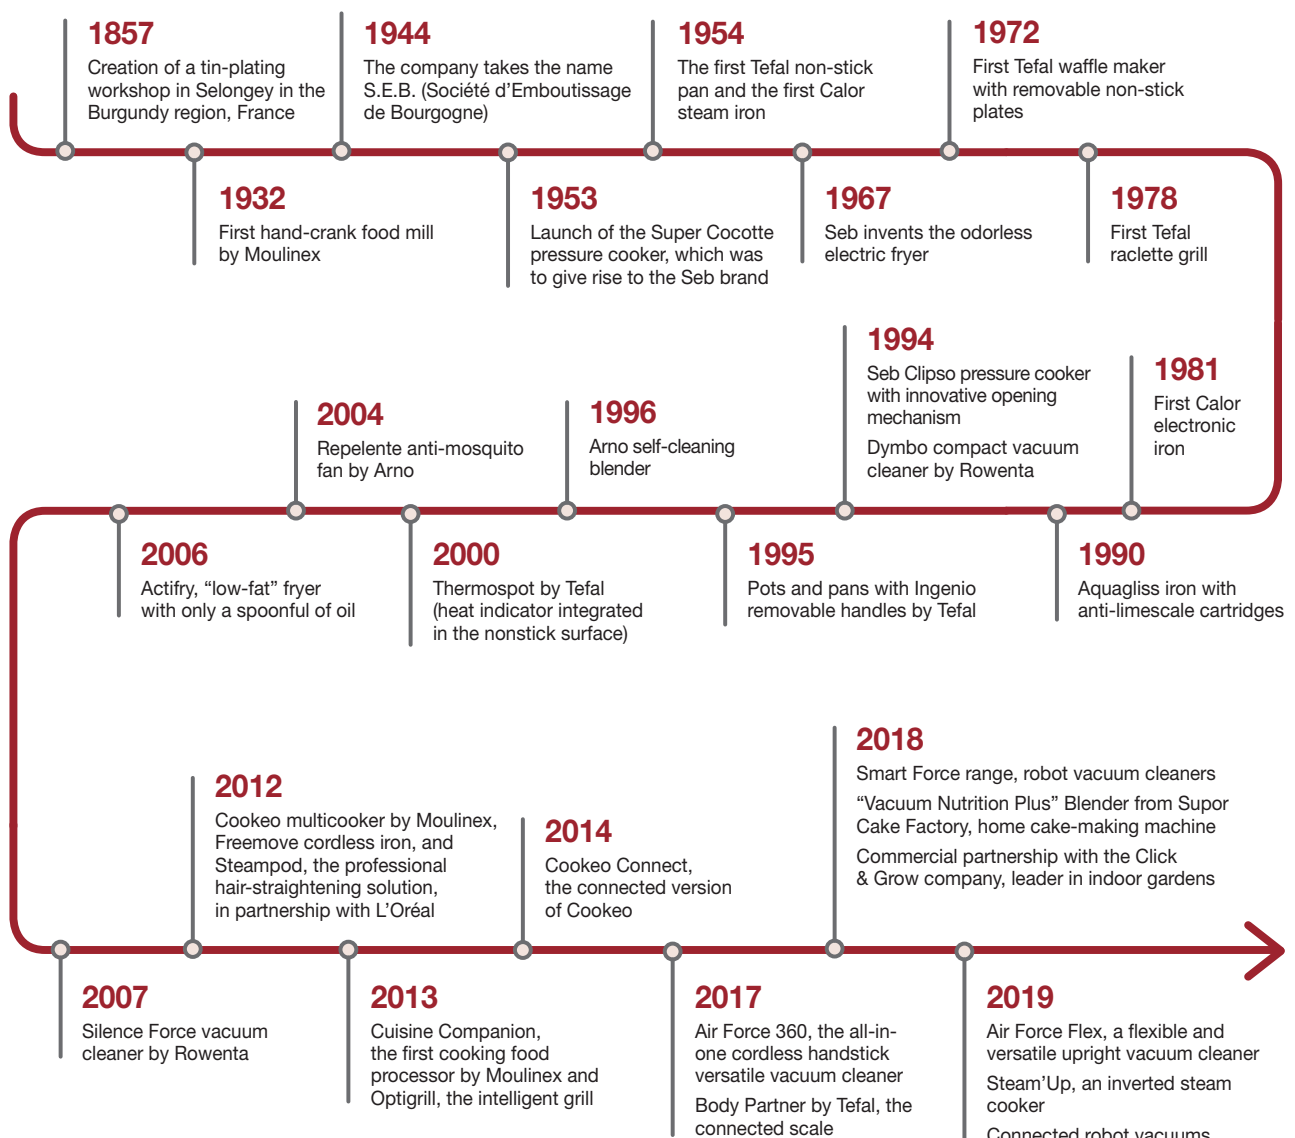 1857
Creation of a tin-plating
workshop in Selongey in the
Burgundy region, France
1932
First hand-crank food mill
by Moulinex
1944
The company takes the name
S.E.B. (Société d’Emboutissage
de Bourgogne)
1953
Launch of the Super Cocotte
pressure cooker, which was
to give rise to the Seb brand
1954
The first Tefal non-stick
pan and the first Calor
steam iron
1967
Seb invents the odorless
electric fryer
1972
First Tefal waffle maker
with removable non-stick
plates
1978
First Tefal
raclette grill
1981
First Calor
electronic
iron
1990
Aquagliss iron with
anti-limescale cartridges
1994
Seb Clipso pressure cooker
with innovative opening
mechanism
Dymbo compact vacuum
cleaner by Rowenta
1995
Pots and pans with Ingenio
removable handles by Tefal
1996
Arno self-cleaning
blender
2000
Thermospot by Tefal
(heat indicator integrated
in the nonstick surface)
2004
Repelente anti-mosquito
fan by Arno
2006
Actifry, “low-fat” fryer
with only a spoonful of oil
2007
Silence Force vacuum
cleaner by Rowenta
2012
Cookeo multicooker by Moulinex,
Freemove cordless iron, and
Steampod, the professional
hair-straightening solution,
in partnership with L’Oréal
2013
Cuisine Companion,
the first cooking food
processor by Moulinex and
Optigrill, the intelligent grill
2014
Cookeo Connect,
the connected version
of Cookeo
2017
Air Force 360, the all-in-
one cordless handstick
versatile vacuum cleaner
Body Partner by Tefal, the
connected scale
2018
Smart Force range, robot vacuum cleaners
“Vacuum Nutrition Plus” Blender from Supor
Cake Factory, home cake-making machine
Commercial partnership with the Click
& Grow company, leader in indoor gardens
2019
Air Force Flex, a flexible and
versatile upright vacuum cleaner
Steam’Up, an inverted steam
cooker
Connected robot vacuums